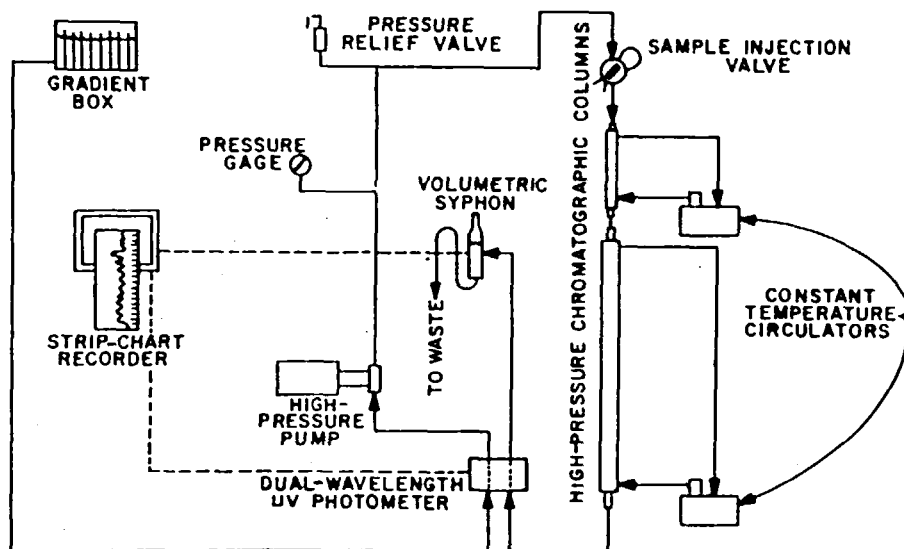 PRESSURE
RELIEF VALVE
SAMPLE INJECTION
VALVE
GRADIENT
BOX
PRESSURE
GAGE
VOLUMETRIC
SYPHON
HIGH-PRESSURE CHROMATOGRAPHIC COLUMNS
CONSTANT
TEMPERATURE
CIRCULATORS
STRIP-CHART
RECORDER
TO WASTE
HIGH-
PRESSURE
PUMP
DUAL-WAVELENGTH
UV PHOTOMETER